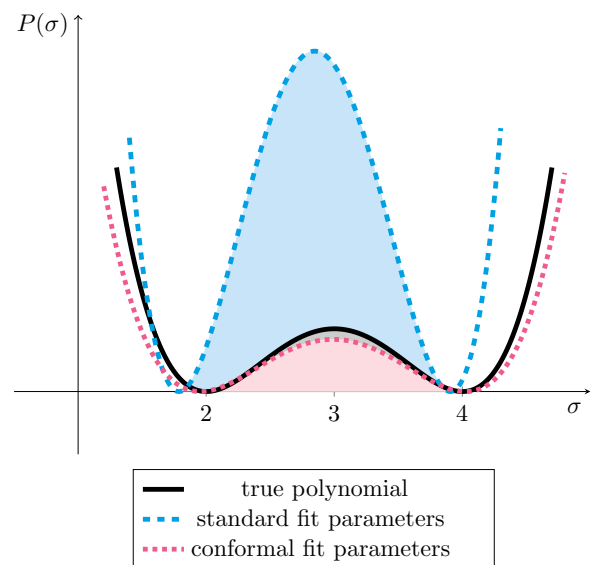 P(σ)
2 3 4 σ
true polynomial
standard fit parameters
conformal fit parameters